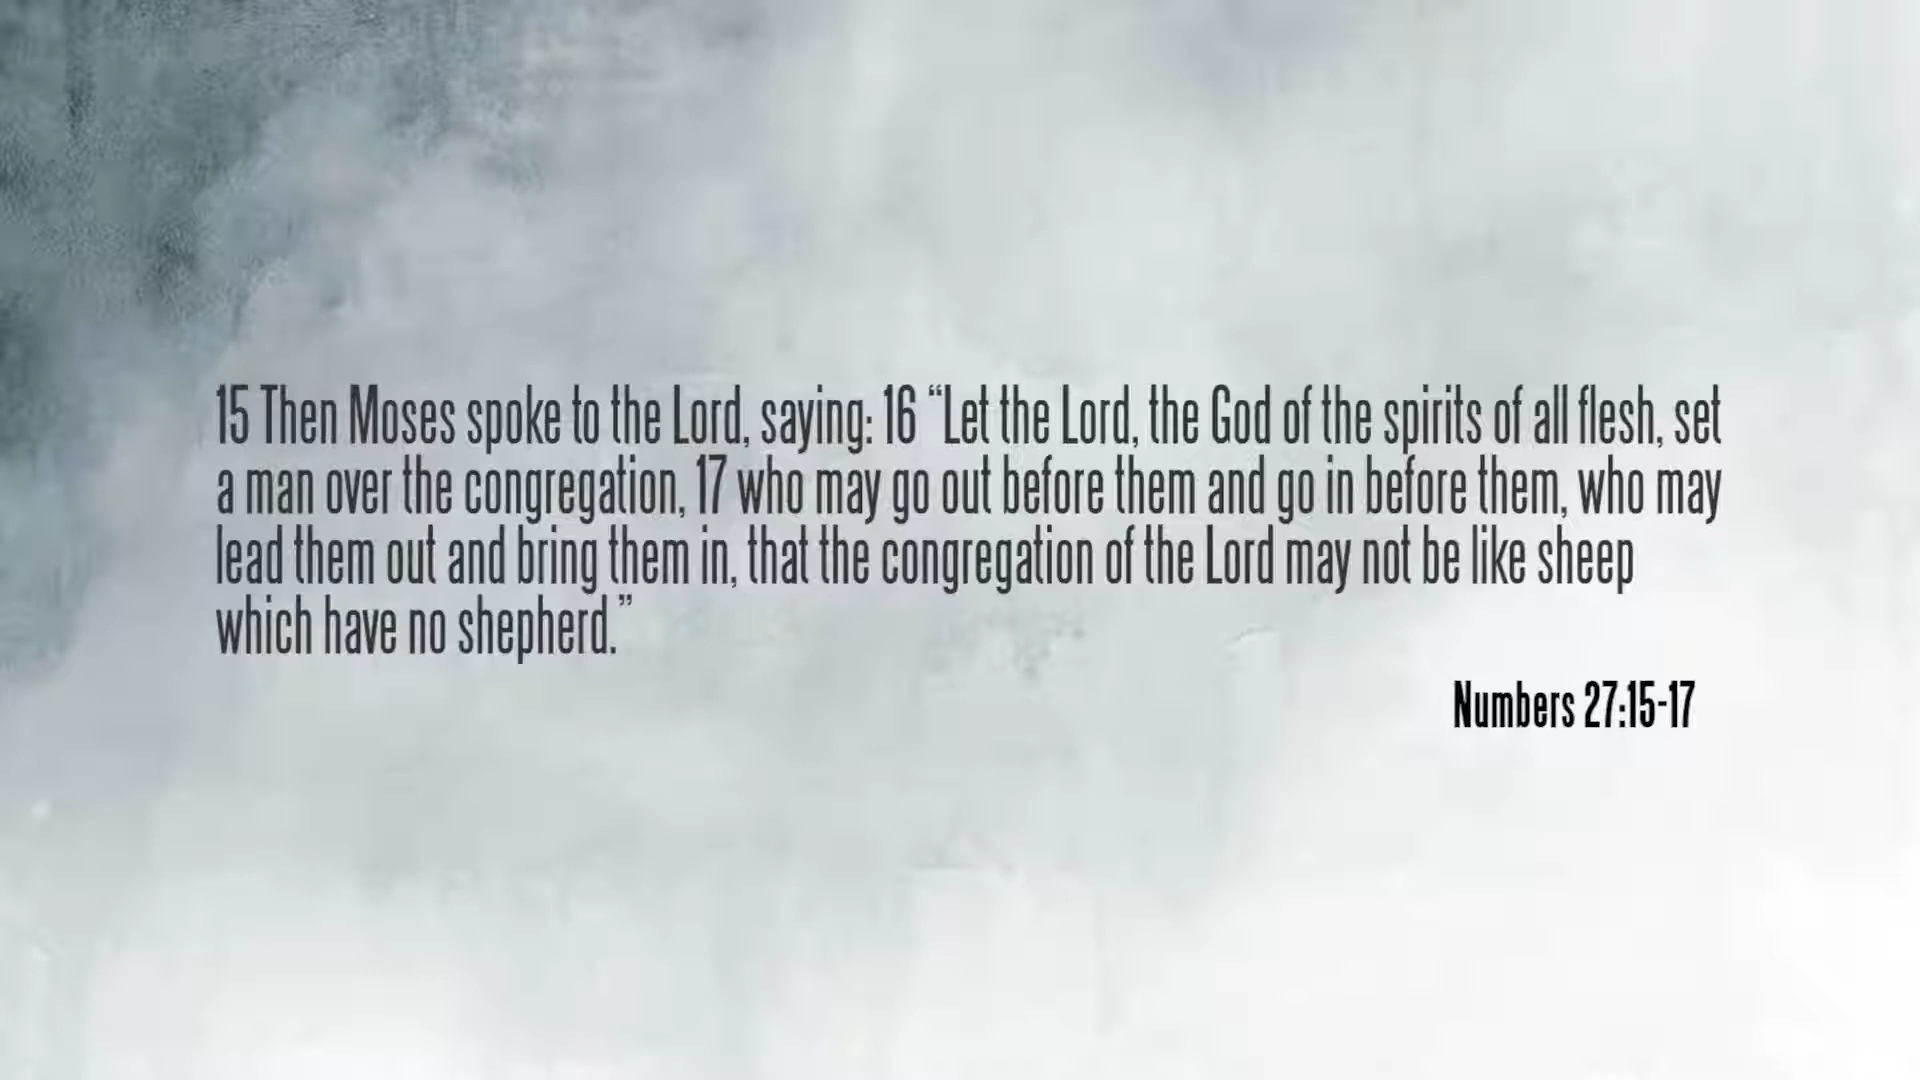 15 Then Moses spoke to the Lord, saying: 16 “Let the Lord, the God of the spirits of all flesh, set
a man over the congregation, 17 who may go out before them and go in before them, who may
lead them out and bring them in, that the congregation of the Lord may not be like sheep
which have no shepherd.”
Numbers 27:15-17